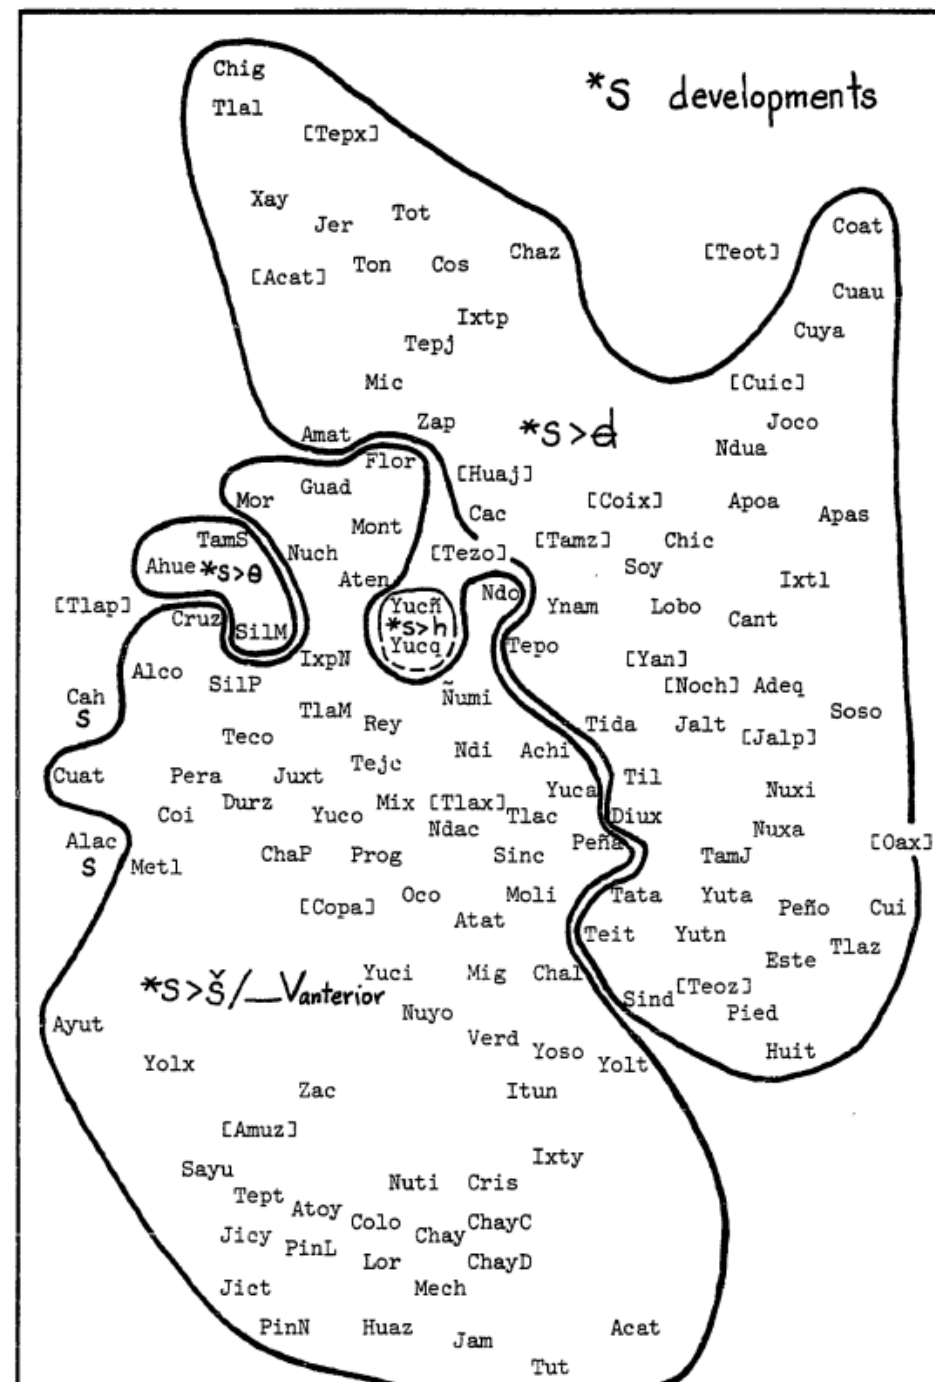 Chig
*S developments
Tlal
[Tepx]
Xay
Tot
Jer
Coat
Chaz
[Teot]
[Acat]
Ton
Cos
Cuau
Ixtp
Cuya
Tepj
Mic
[Cuic]
Zap
*S>đ
Joco
Amat
Ndua
Flor
[Huaj]
Guad
Mor
[Coix]
Apoa
Cac
Apas
Mont
TamS
Nuch
[Tezo]
[Tamz]
Chic
Ahue
*S>θ
Soy
Aten
Ixtl
[Tlap]
Yucñ
Ndo
Ynam
Lobo
Cruz
*S>h
Cant
SilM
Yucq
Tepo
IxpN
[Yan]
Alco
SilP
[Noch]
Adeq
Cah
Ñumi
S
TlaM
Rey
Tida
Jalt
Soso
Teco
[Jalp]
Ndi
Achi
Tejc
Cuat
Pera
Juxt
Til
Yuca
Nuxi
Durz
Mix
[Tlax]
Coi
Yuco
Tlac
Diux
Ndac
Nuxa
Alac
Peña
[Oax]
S
Metl
ChaP
Prog
Sinc
TamJ
Oco
Moli
Tata
Yuta
[Copa]
Peño
Cui
Atat
Teit
Yutn
Tlaz
Este
*S>š/__Vanterior
Yuci
Mig
Chal
[Teoz]
Sind
Nuyo
Pied
Ayut
Verd
Yoso
Huit
Yolx
Yolt
Zac
Itun
[Amuz]
Ixty
Sayu
Nuti
Cris
Tept
Atoy
Colo
ChayC
Jicy
Chay
PinL
Lor
ChayD
Jict
Mech
PinN
Huaz
Jam
Acat
Tut